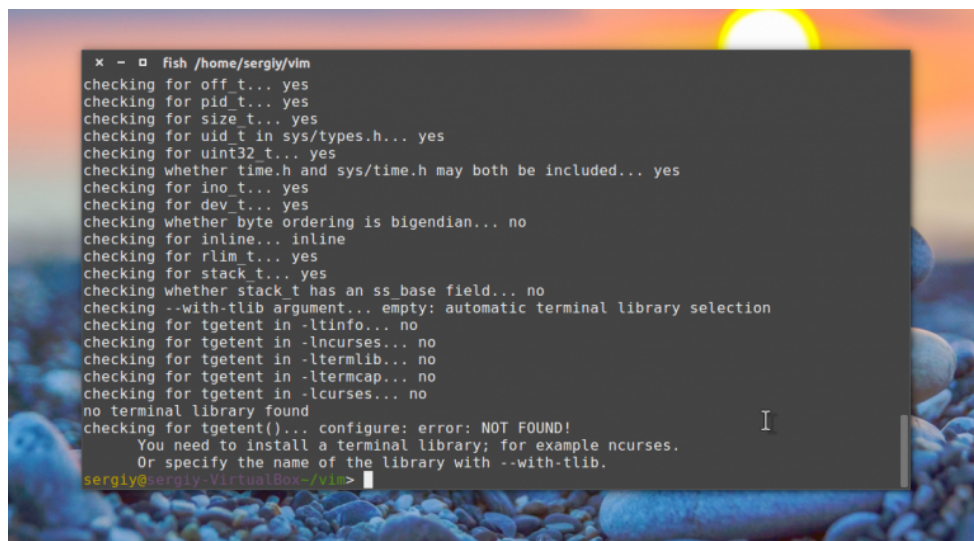 × – □ fish /home/sergiy/vim
checking for off_t... yes
checking for pid_t... yes
checking for size_t... yes
checking for uid_t in sys/types.h... yes
checking for uint32_t... yes
checking whether time.h and sys/time.h may both be included... yes
checking for ino_t... yes
checking for dev_t... yes
checking whether byte ordering is bigendian... no
checking for inline... inline
checking for rlim_t... yes
checking for stack_t... yes
checking whether stack_t has an ss_base field... no
checking --with-tlib argument... empty: automatic terminal library selection
checking for tgetent in -ltinfo... no
checking for tgetent in -lncurses... no
checking for tgetent in -ltermlib... no
checking for tgetent in -ltermcap... no
checking for tgetent in -lcurses... no
no terminal library found
checking for tgetent()... configure: error: NOT FOUND!
You need to install a terminal library; for example ncurses.
Or specify the name of the library with --with-tlib.
sergiy@sergiy-VirtualBox~/vim>